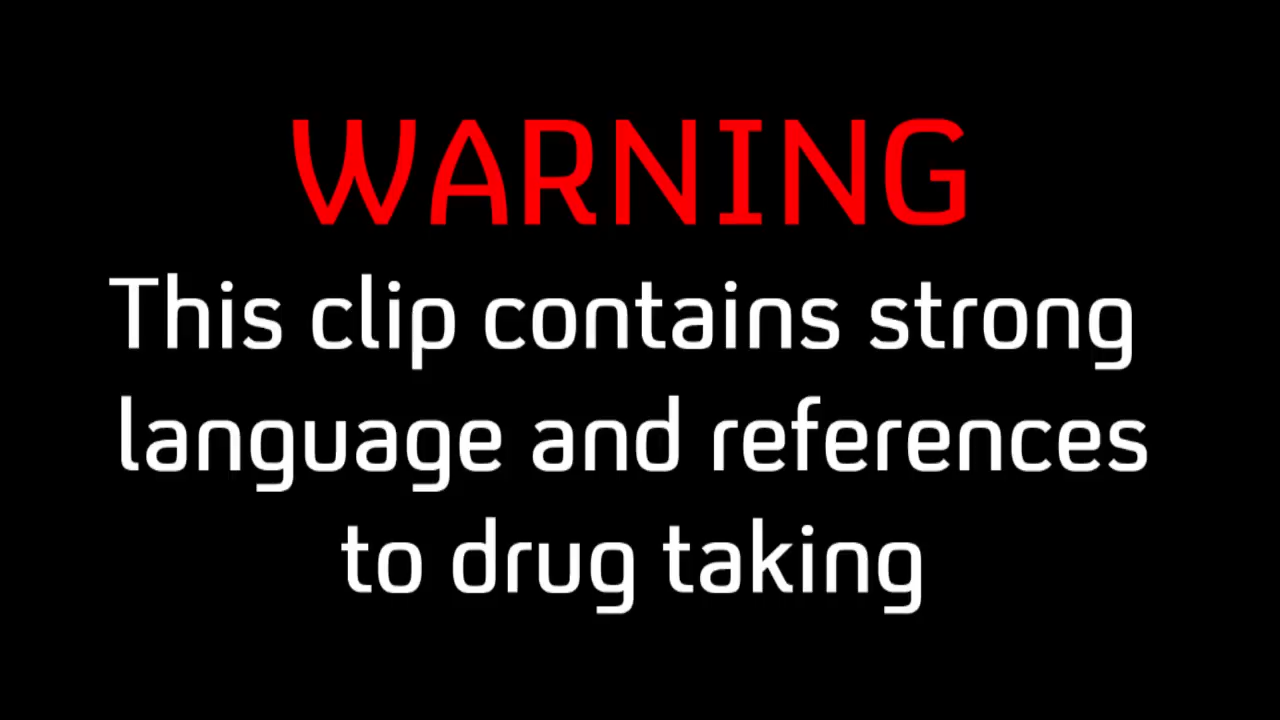 WARNING
This clip contains strong
language and references
to drug taking